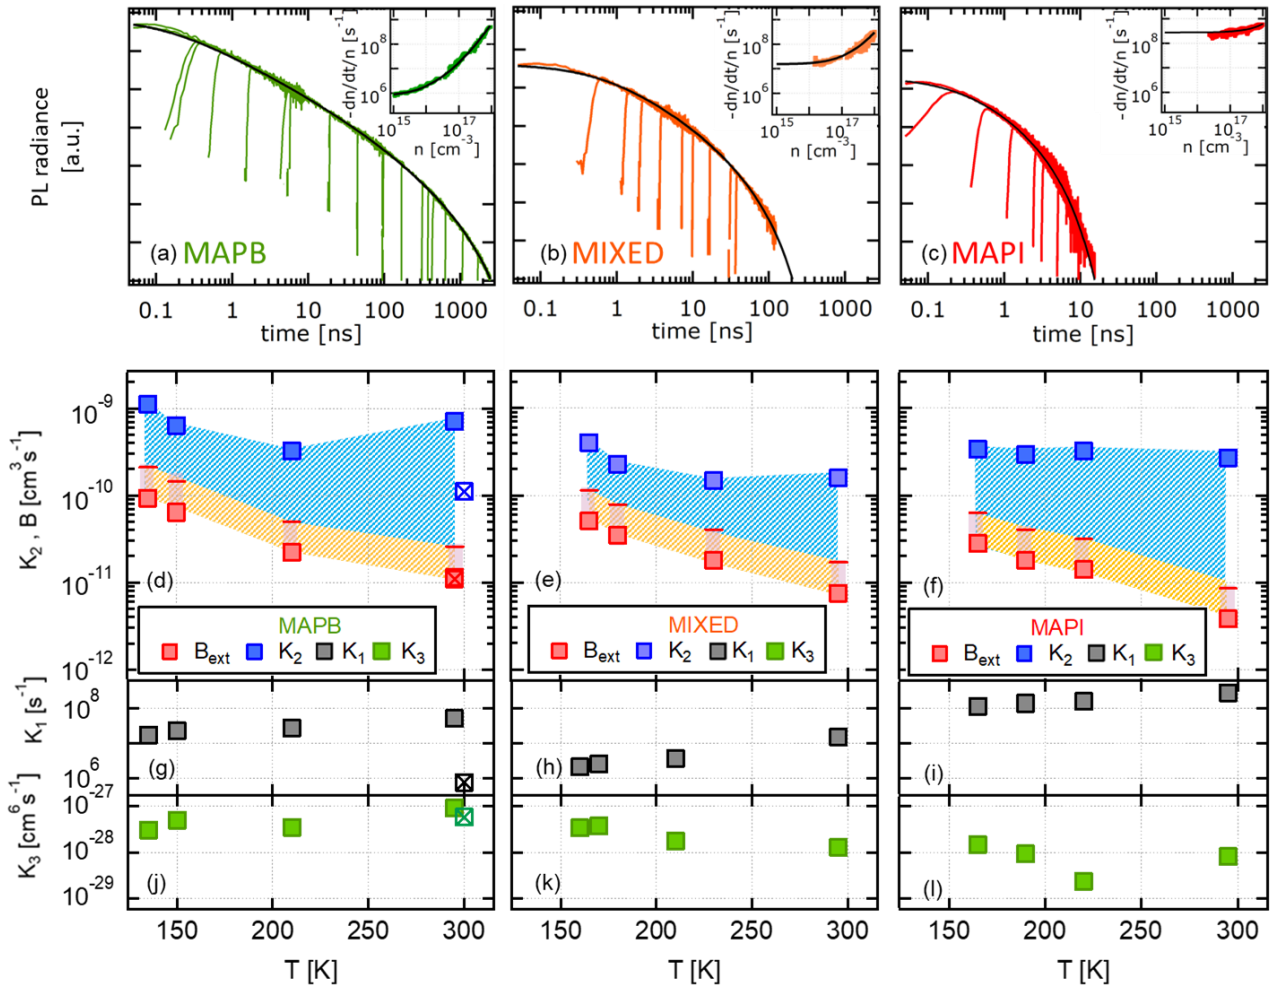 PL radiance
[a.u.]
(a) MAPB
-dn/dt/n [s⁻¹]
10⁸
10⁶
10¹⁵
10¹⁷
n [cm⁻³]
0.1
1
10
100
1000
time [ns]
(b) MIXED
-dn/dt/n [s⁻¹]
10⁸
10⁶
10¹⁵
10¹⁷
n [cm⁻³]
0.1
1
10
100
1000
time [ns]
(c) MAPI
-dn/dt/n [s⁻¹]
10⁸
10⁶
10¹⁵
10¹⁷
n [cm⁻³]
0.1
1
10
100
1000
time [ns]
K₂ , B [cm³s⁻¹]
10⁻⁹
10⁻¹⁰
10⁻¹¹
10⁻¹²
(d)
MAPB
B_ext K₂ K₁ K₃
(e)
MIXED
B_ext K₂ K₁ K₃
(f)
MAPI
B_ext K₂ K₁ K₃
K₁ [s⁻¹]
10⁸
10⁶
(g)
(h)
(i)
K₃ [cm⁶s⁻¹]
10⁻²⁷
10⁻²⁸
10⁻²⁹
(j)
(k)
(l)
150 200 250 300
T [K]
150 200 250 300
T [K]
150 200 250 300
T [K]